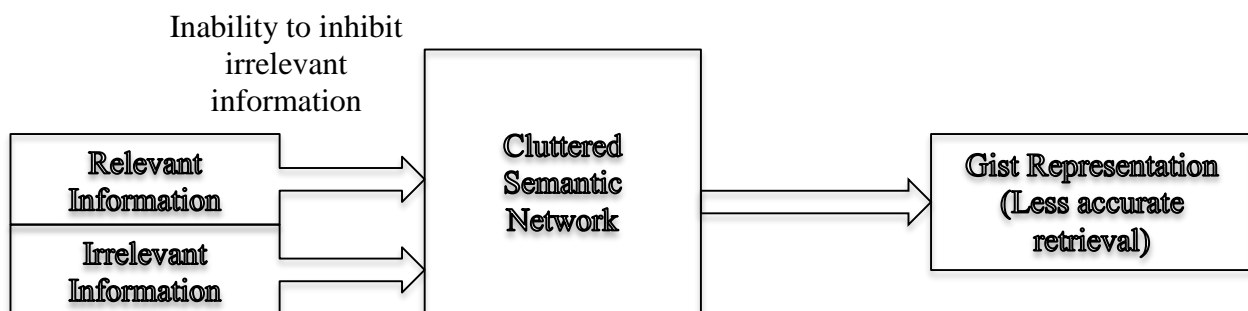 Inability to inhibit
irrelevant
information
Relevant
Information
Irrelevant
Information
Cluttered
Semantic
Network
Gist Representation
(Less accurate
retrieval)